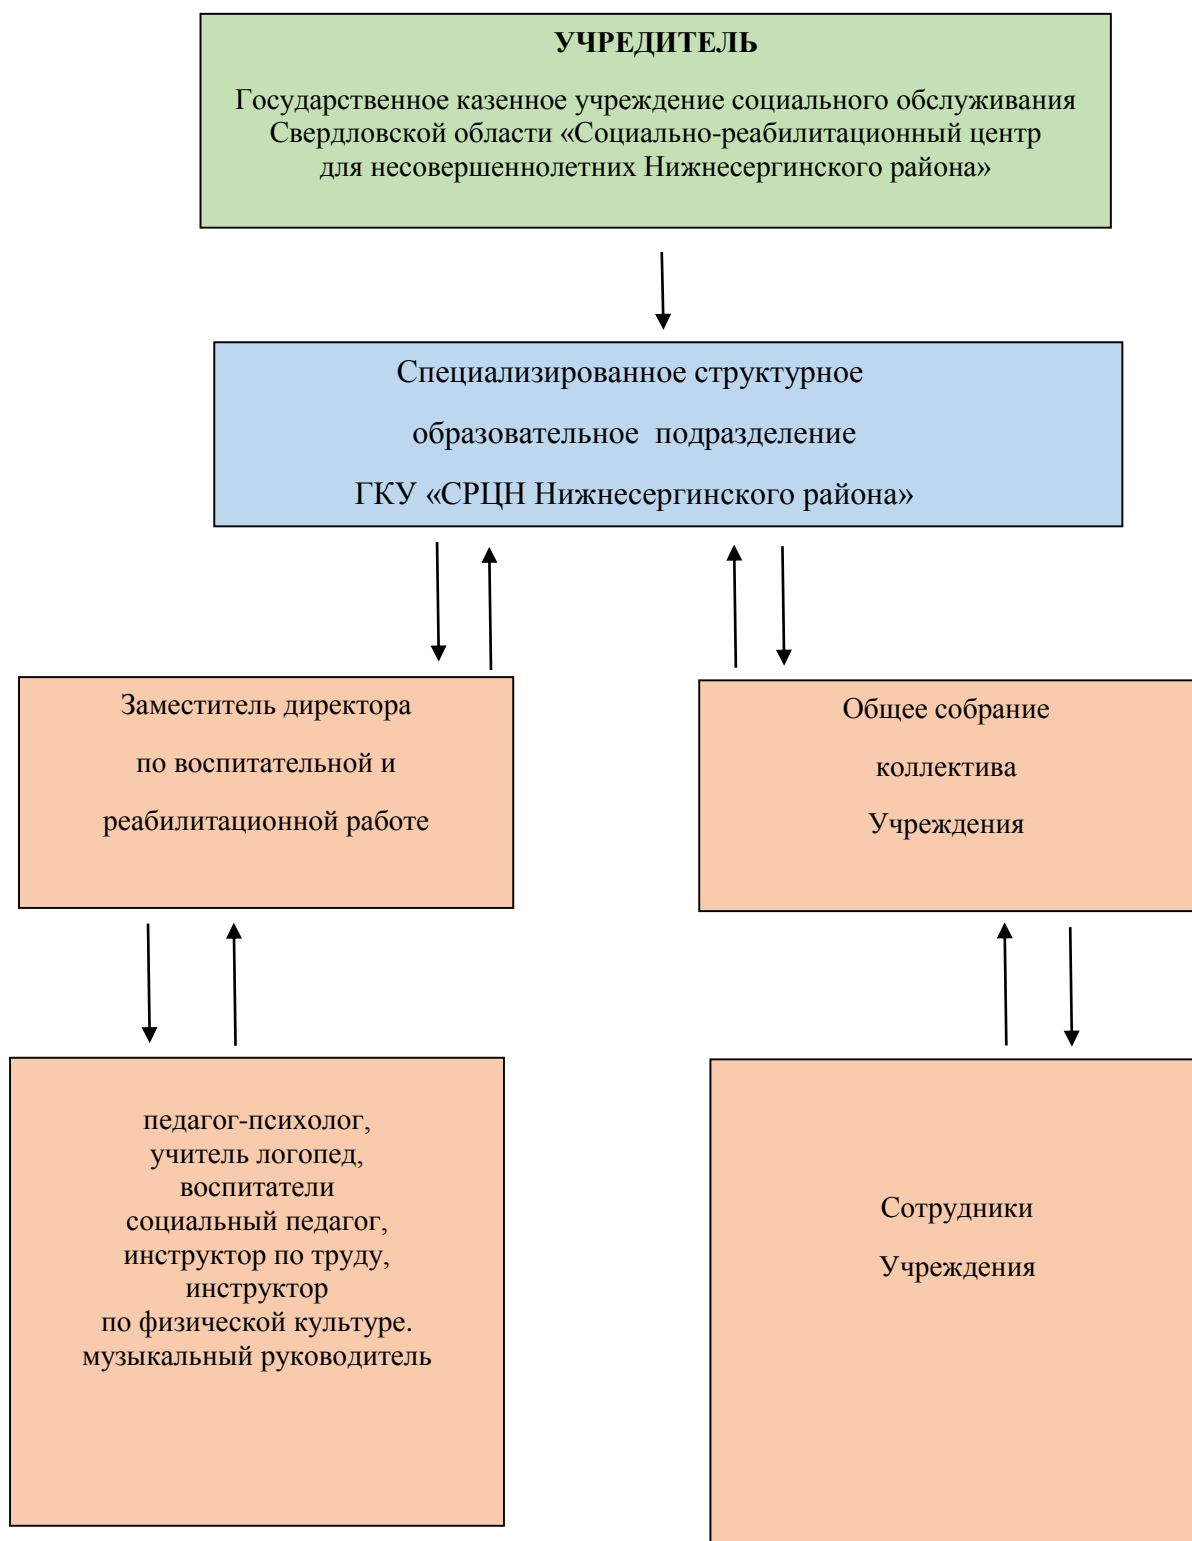 УЧРЕДИТЕЛЬ
Государственное казенное учреждение социального обслуживания
Свердловской области «Социально-реабилитационный центр
для несовершеннолетних Нижнесергинского района»
Специализированное структурное
образовательное подразделение
ГКУ «СРЦН Нижнесергинского района»
Заместитель директора
по воспитательной и
реабилитационной работе
Общее собрание
коллектива
Учреждения
педагог-психолог,
учитель логопед,
воспитатели
социальный педагог,
инструктор по труду,
инструктор
по физической культуре.
музыкальный руководитель
Сотрудники
Учреждения